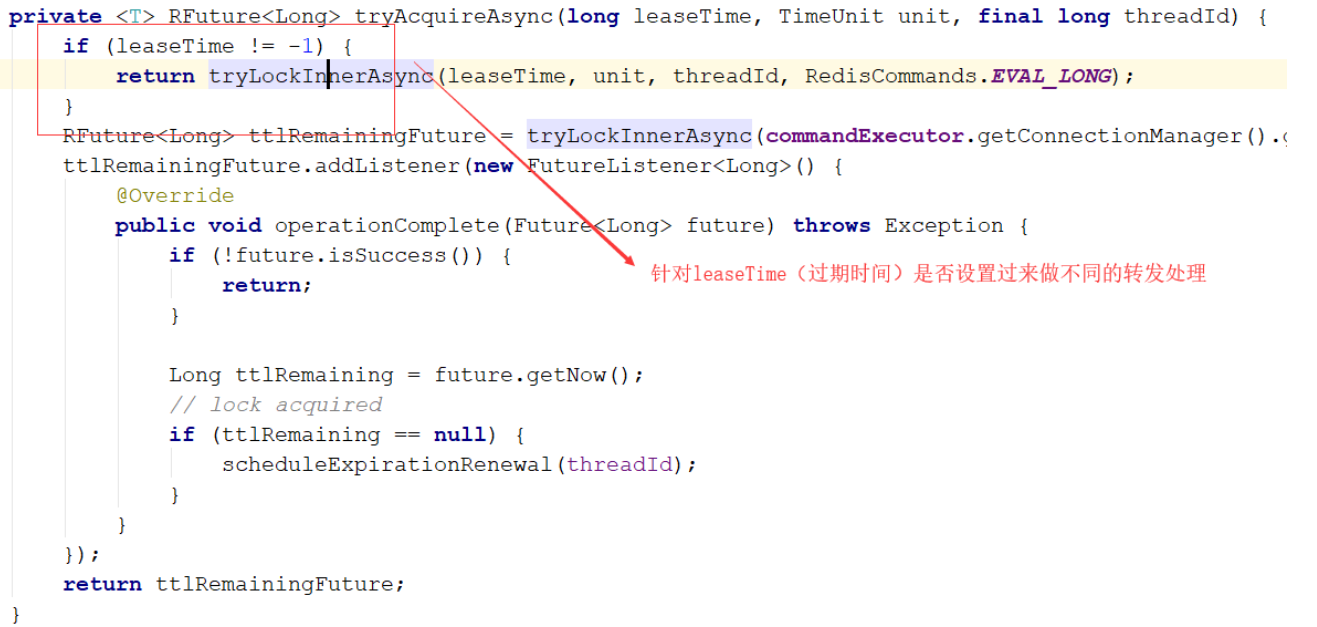 private <T> RFuture<Long> tryAcquireAsync(long leaseTime, TimeUnit unit, final long threadId) {
if (leaseTime != -1) {
return tryLockInnerAsync(leaseTime, unit, threadId, RedisCommands.EVAL_LONG);
}
RFuture<Long> ttlRemainingFuture = tryLockInnerAsync(commandExecutor.getConnectionManager().
ttlRemainingFuture.addListener(new FutureListener<Long>() {
@Override
public void operationComplete(Future<Long> future) throws Exception {
if (!future.isSuccess()) {
针对leaseTime（过期时间）是否设置过来做不同的转发处理
return;
}
Long ttlRemaining = future.getNow();
// lock acquired
if (ttlRemaining == null) {
scheduleExpirationRenewal(threadId);
}
}
});
return ttlRemainingFuture;
}